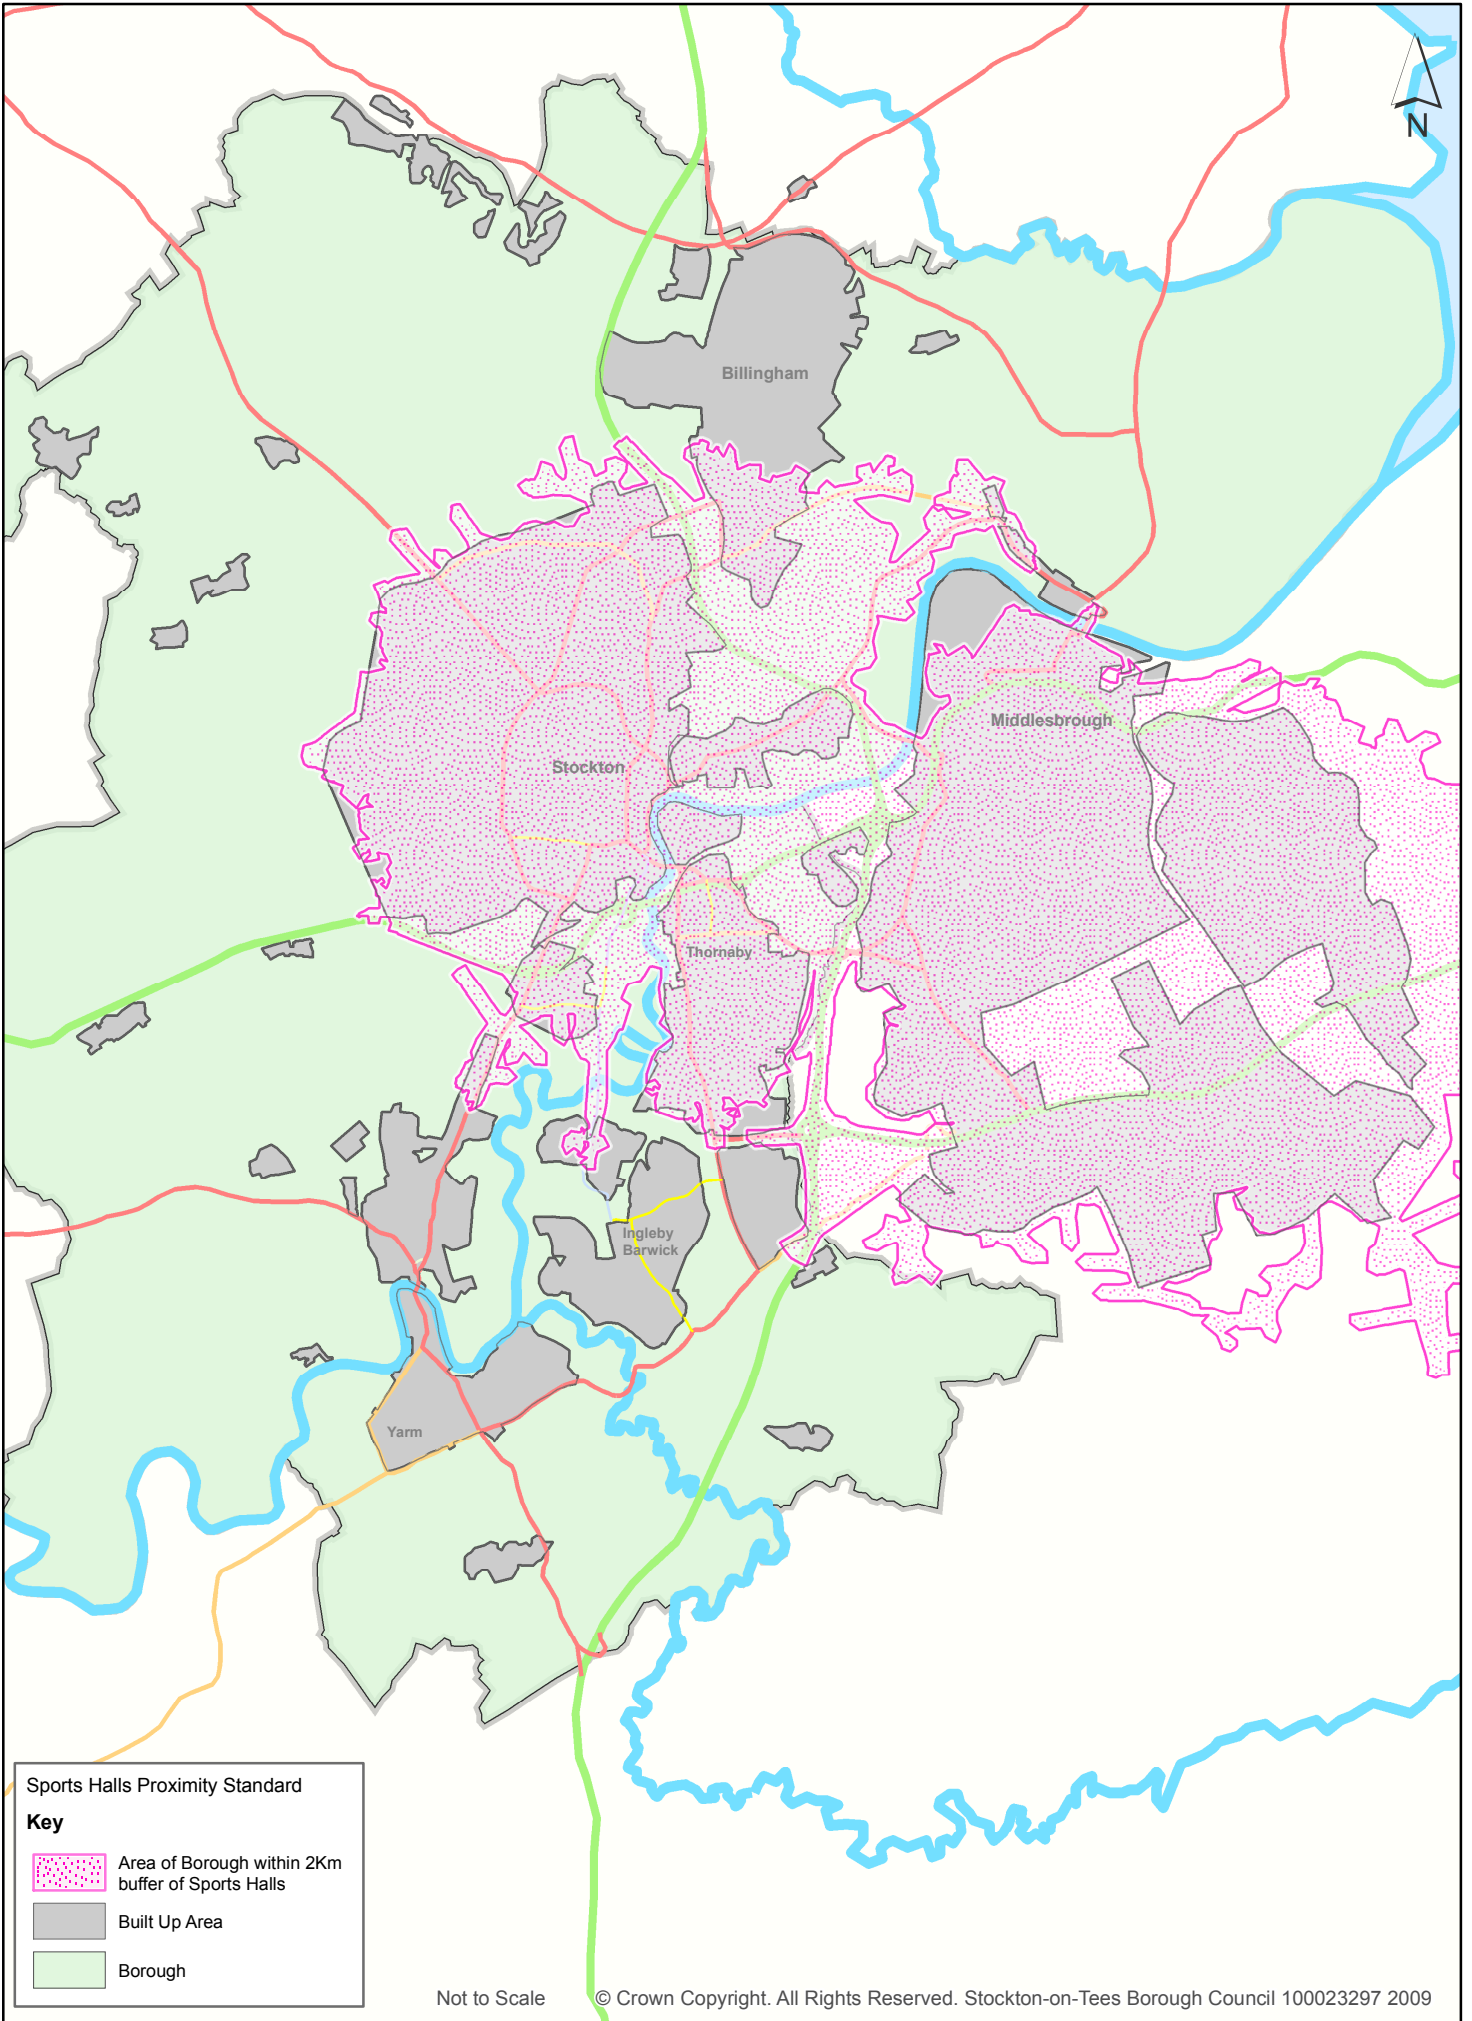 N
Billingham
Middlesbrough
Stockton
Thornaby
Ingleby
Barwick
Yarm
Sports Halls Proximity Standard
Key
Area of Borough within 2Km
buffer of Sports Halls
Built Up Area
Borough
Not to Scale
© Crown Copyright. All Rights Reserved. Stockton-on-Tees Borough Council 100023297 2009